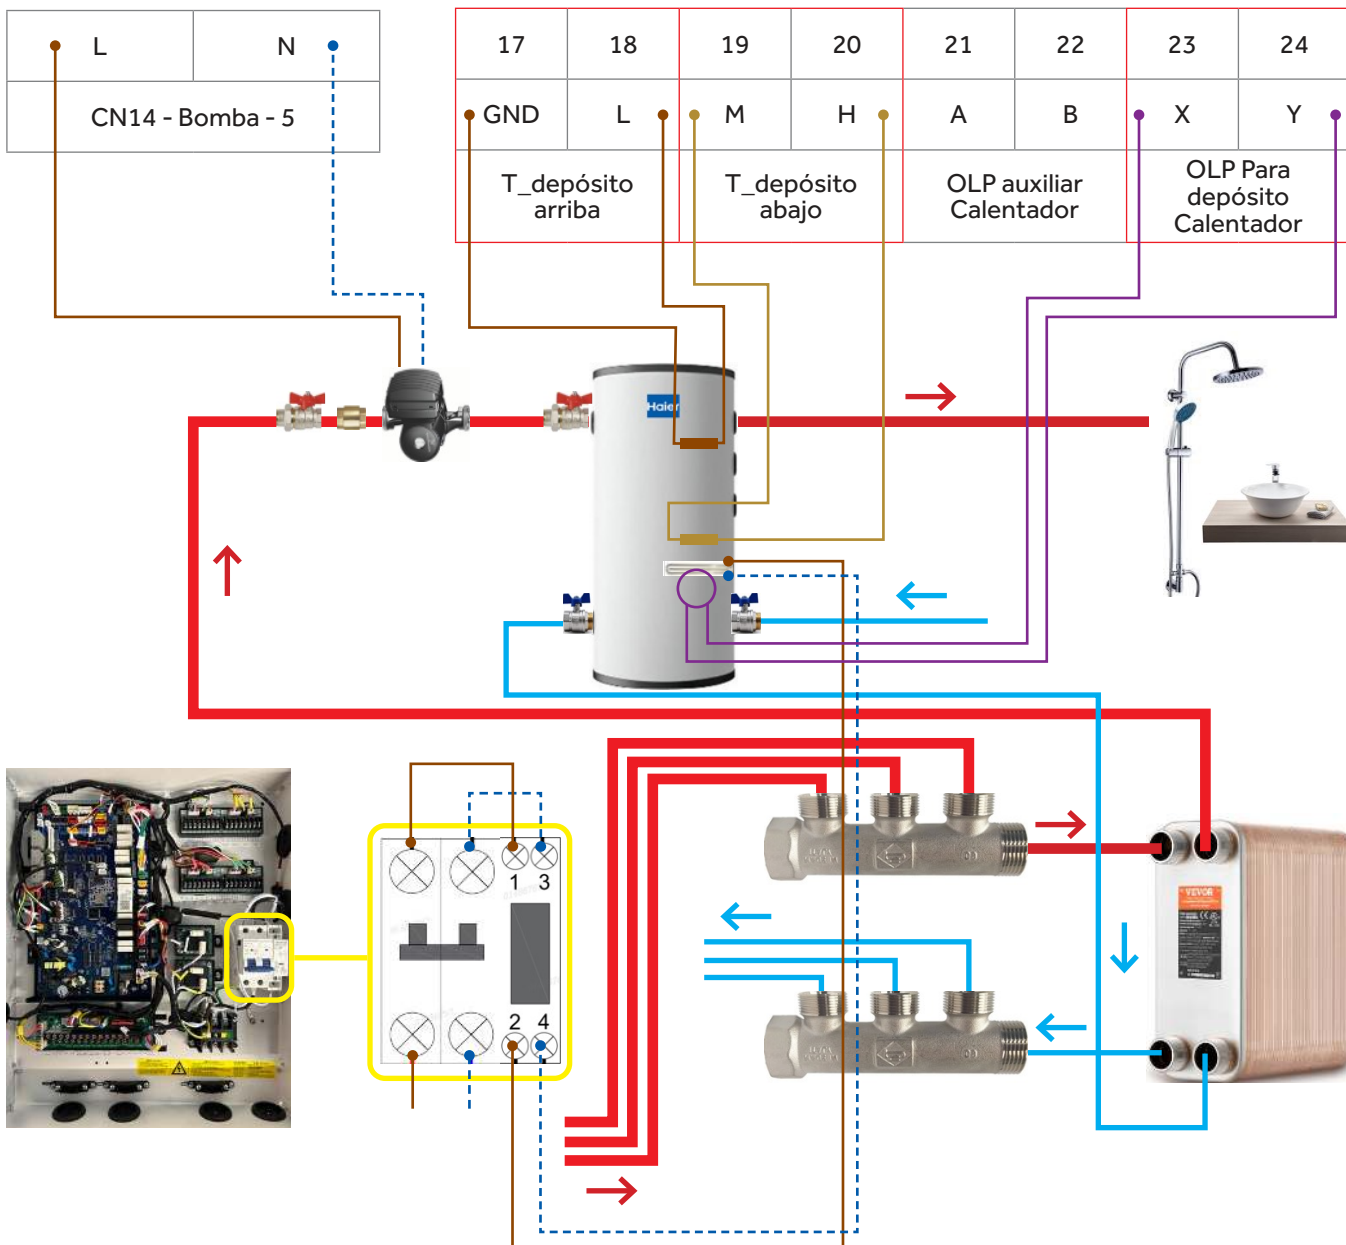 L N
CN14 - Bomba - 5
17 18 19 20 21 22 23 24
GND L M H A B X Y
T_depósito
arriba
T_depósito
abajo
OLP auxiliar
Calentador
OLP Para
depósito
Calentador
Haier
1 3
2 4
VEVOR